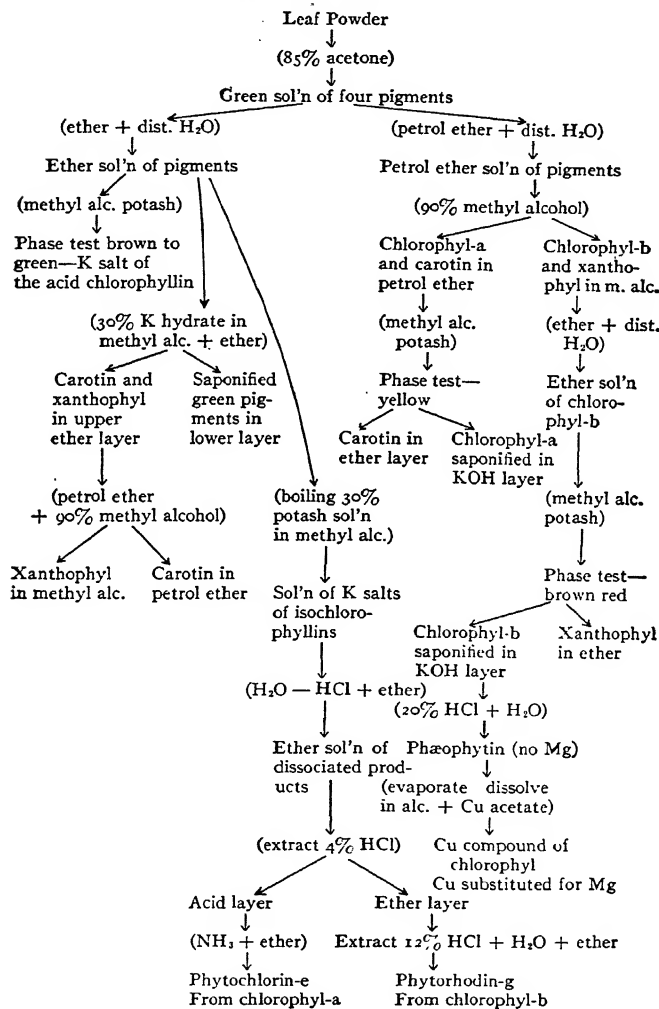 Leaf Powder
(85% acetone)
Green sol'n of four pigments
(ether + dist. H₂O)
Ether sol'n of pigments
(methyl alc. potash)
Phase test brown to
green—K salt of
the acid chlorophyllin
(30% K hydrate in
methyl alc. + ether)
Carotin and
xanthophyl
in upper
ether layer
Saponified
green pig-
ments in
lower layer
(petrol ether
+ 90% methyl alcohol)
Xanthophyl
in methyl alc.
Carotin in
petrol ether
(boiling 30%
potash sol'n
in methyl alc.)
Sol'n of K salts
of isochloro-
phyllins
(H₂O — HCl + ether)
Ether sol'n of
dissociated prod-
ucts
(extract 4% HCl)
Acid layer
(NH₃ + ether)
Phytochlorin-e
From chlorophyl-a
Ether layer
Extract 12% HCl + H₂O + ether
Phytorhodin-g
From chlorophyl-b
(petrol ether + dist. H₂O)
Petrol ether sol'n of pigments
(90% methyl alcohol)
Chlorophyl-a
and carotin in
petrol ether
(methyl alc.
potash)
Phase test—
yellow
Carotin in
ether layer
Chlorophyl-a
saponified in
KOH layer
Chlorophyl-b
and xantho-
phyl in m. alc.
(ether + dist.
H₂O)
Ether sol'n
of chloro-
phyl-b
(methyl alc.
potash)
Phase test—
brown red
Chlorophyl-b
saponified in
KOH layer
Xanthophyl
in ether
(20% HCl + H₂O)
Phæophytin (no Mg)
(evaporate dissolve
in alc. + Cu acetate)
Cu compound of
chlorophyl
Cu substituted for Mg